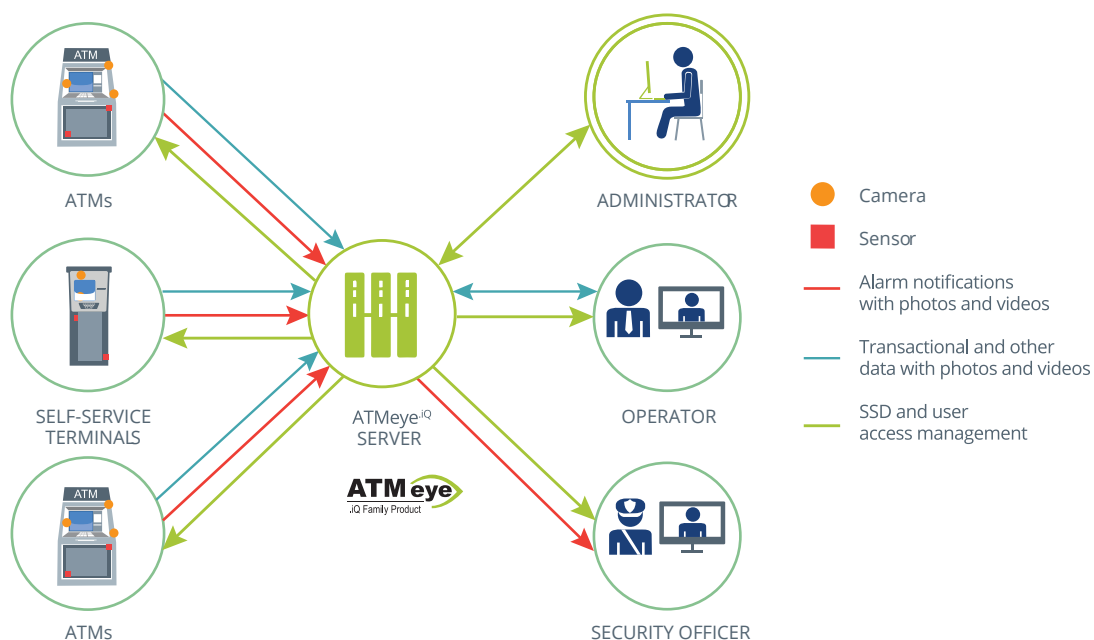 ATM
ATMs
SELF-SERVICE
TERMINALS
ATM
ATMs
ATMeye.iQ
SERVER
ATM eye
.iQ Family Product
ADMINISTRATOR
OPERATOR
SECURITY OFFICER
Camera
Sensor
Alarm notifications
with photos and videos
Transactional and other
data with photos and videos
SSD and user
access management